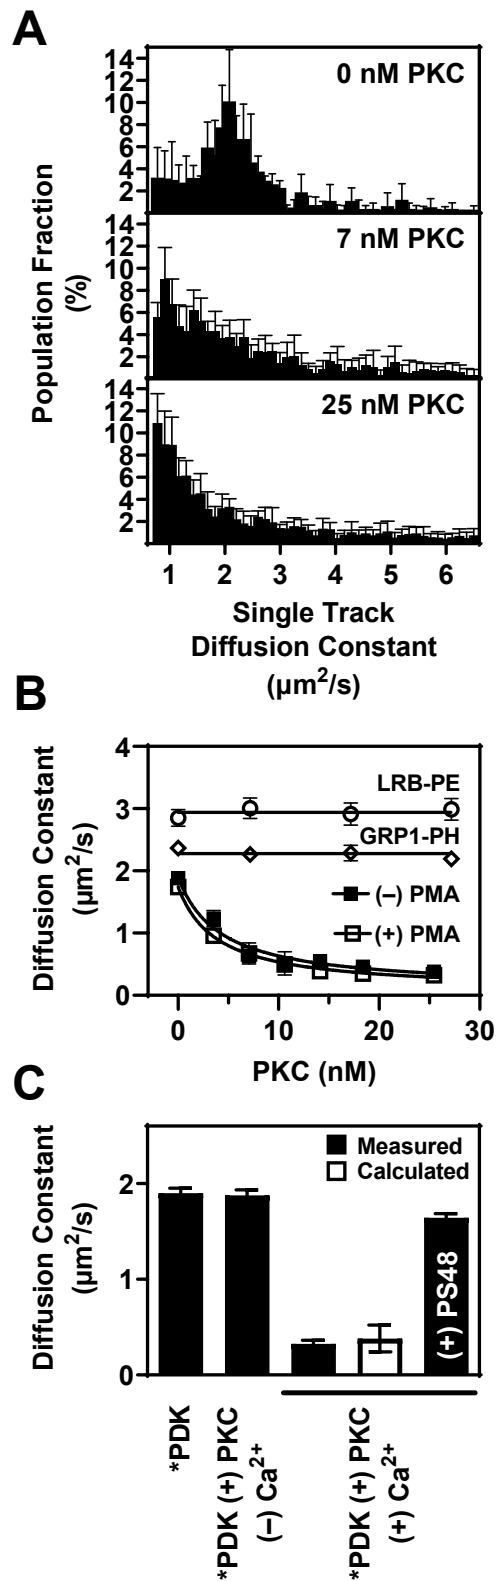 A
14
12
10
8
6
4
2
0 nM PKC
14
12
10
8
6
4
2
7 nM PKC
14
12
10
8
6
4
2
25 nM PKC
Population Fraction
(%)
1 2 3 4 5 6
Single Track
Diffusion Constant
(µm²/s)
B
4
3
2
1
0
Diffusion Constant
(µm²/s)
LRB-PE
GRP1-PH
(–) PMA
(+) PMA
0 10 20 30
PKC (nM)
C
2
1
0
Diffusion Constant
(µm²/s)
Measured
Calculated
(+) PS48
*PDK
*PDK (+) PKC
(–) Ca²⁺
*PDK (+) PKC
(+) Ca²⁺